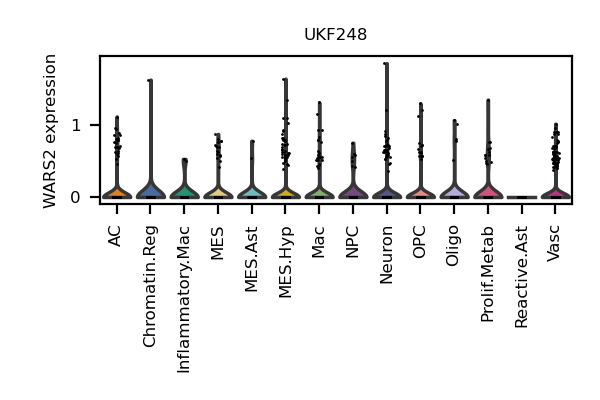 UKF248
WARS2 expression
1
0
AC
Chromatin.Reg
Inflammatory.Mac
MES
MES.Ast
MES.Hyp
Mac
NPC
Neuron
OPC
Oligo
Prolif.Metab
Reactive.Ast
Vasc